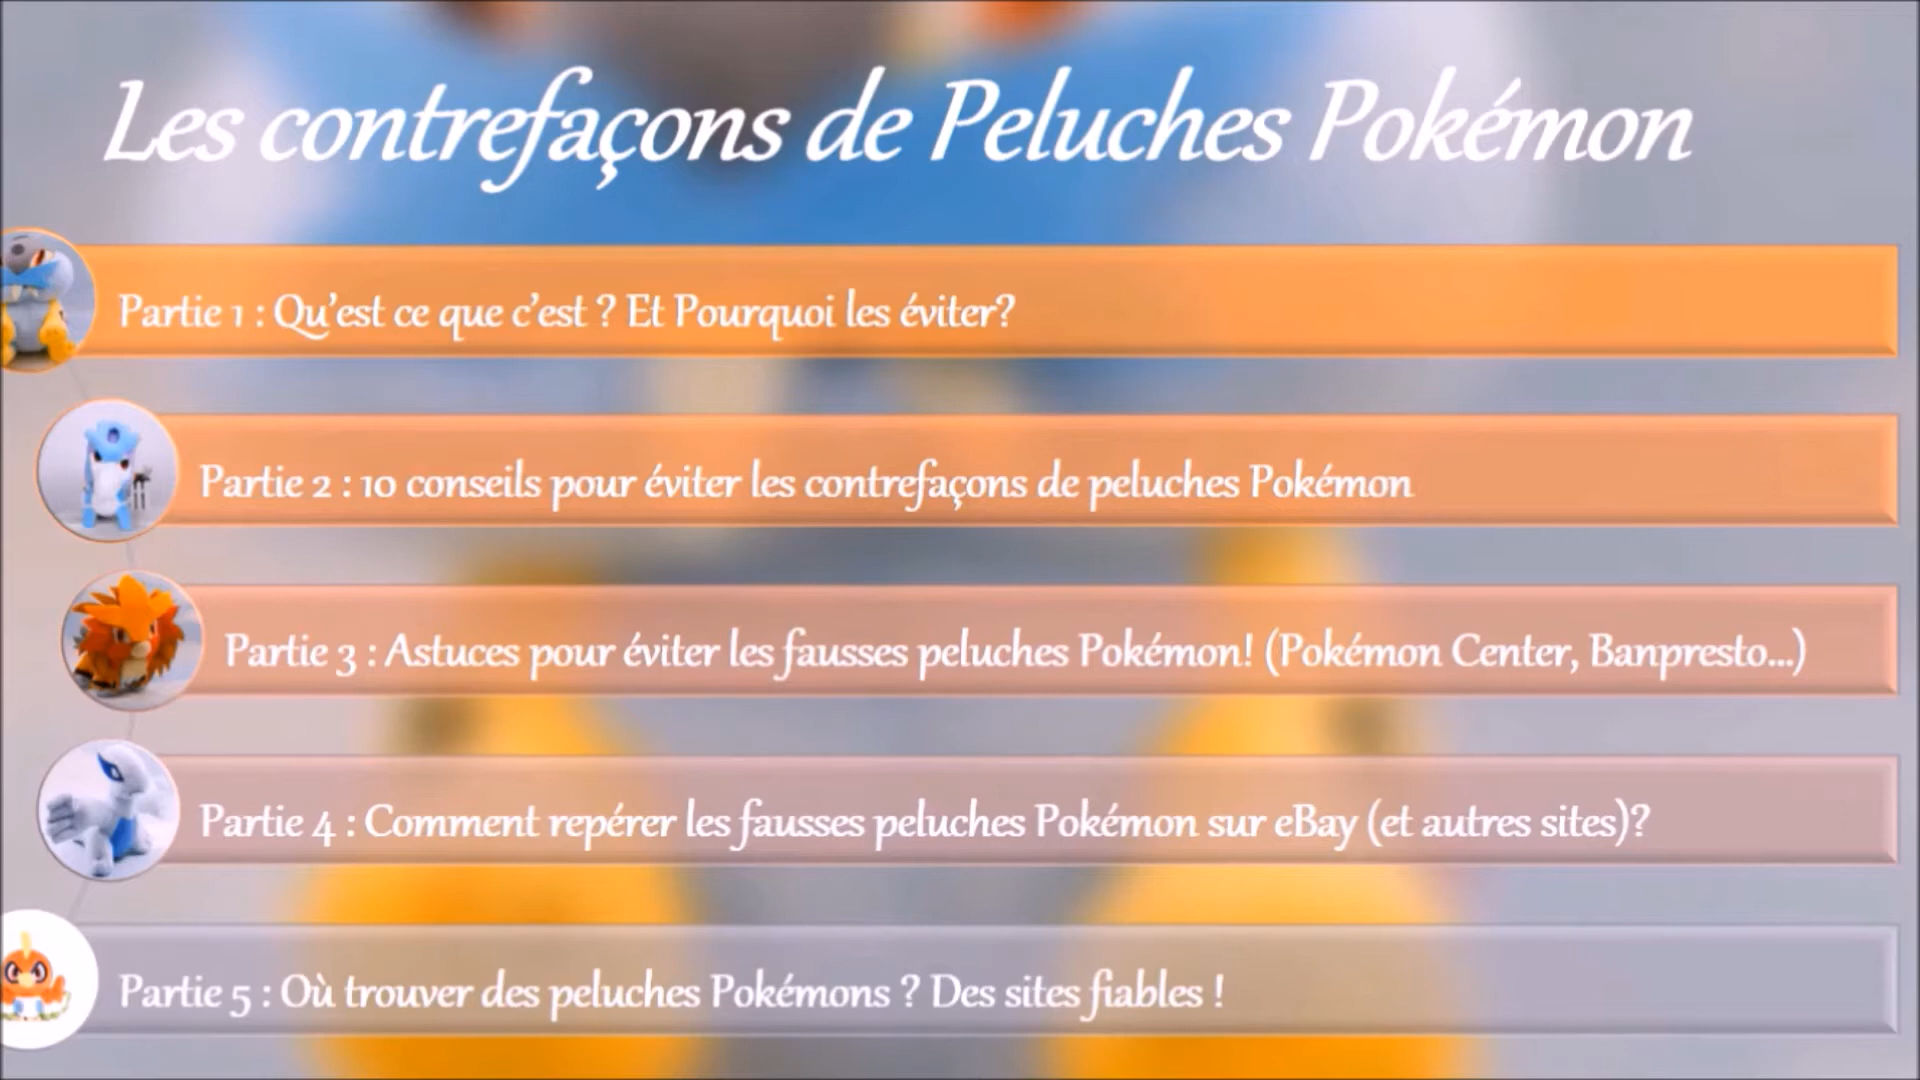 Les contrefaçons de Peluches Pokémon
Partie 1 : Qu'est ce que c'est ? Et Pourquoi les éviter?
Partie 2 : 10 conseils pour éviter les contrefaçons de peluches Pokémon
Partie 3 : Astuces pour éviter les fausses peluches Pokémon! (Pokémon Center, Banpresto...)
Partie 4 : Comment repérer les fausses peluches Pokémon sur eBay (et autres sites)?
Partie 5 : Où trouver des peluches Pokémons ? Des sites fiables !